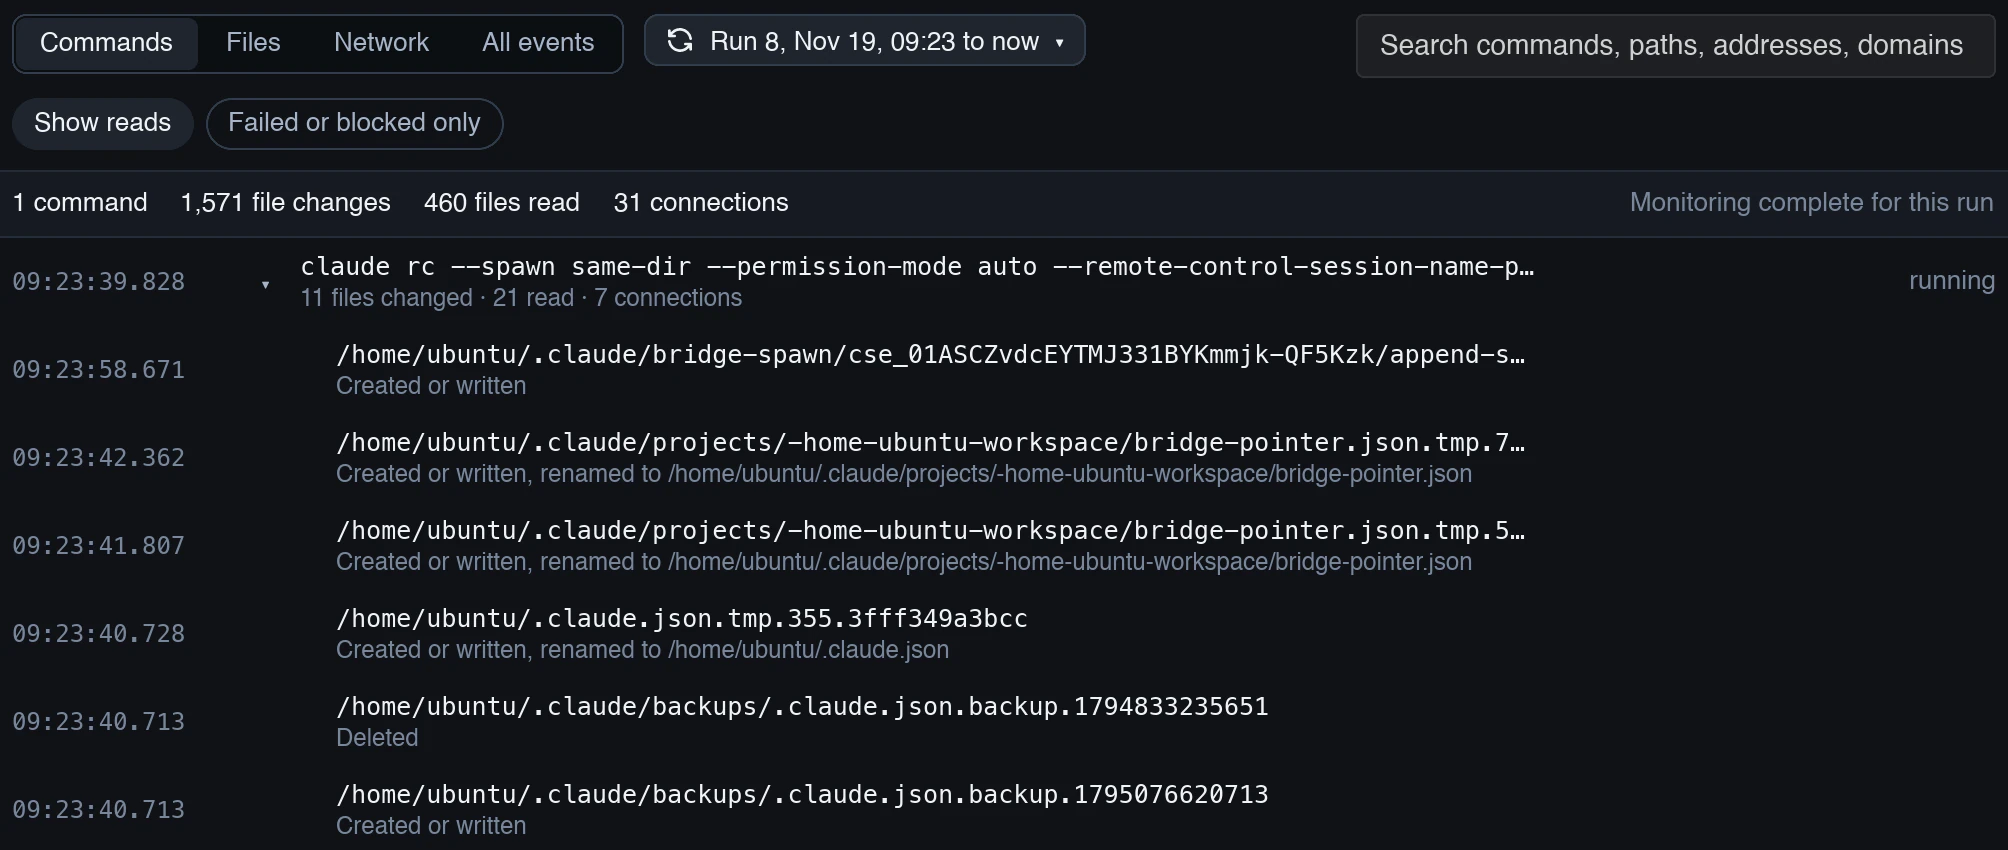 Commands Files Network All events Run 8, Nov 19, 09:23 to now Search commands, paths, addresses, domains
Show reads Failed or blocked only
1 command 1,571 file changes 460 files read 31 connections Monitoring complete for this run
09:23:39.828 claude rc --spawn same-dir --permission-mode auto --remote-control-session-name-p… running
11 files changed · 21 read · 7 connections
09:23:58.671 /home/ubuntu/.claude/bridge-spawn/cse_01ASCZvdcEYTMJ331BYKmmjk-QF5Kzk/append-s…
Created or written
09:23:42.362 /home/ubuntu/.claude/projects/-home-ubuntu-workspace/bridge-pointer.json.tmp.7…
Created or written, renamed to /home/ubuntu/.claude/projects/-home-ubuntu-workspace/bridge-pointer.json
09:23:41.807 /home/ubuntu/.claude/projects/-home-ubuntu-workspace/bridge-pointer.json.tmp.5…
Created or written, renamed to /home/ubuntu/.claude/projects/-home-ubuntu-workspace/bridge-pointer.json
09:23:40.728 /home/ubuntu/.claude.json.tmp.355.3fff349a3bcc
Created or written, renamed to /home/ubuntu/.claude.json
09:23:40.713 /home/ubuntu/.claude/backups/.claude.json.backup.1794833235651
Deleted
09:23:40.713 /home/ubuntu/.claude/backups/.claude.json.backup.1795076620713
Created or written